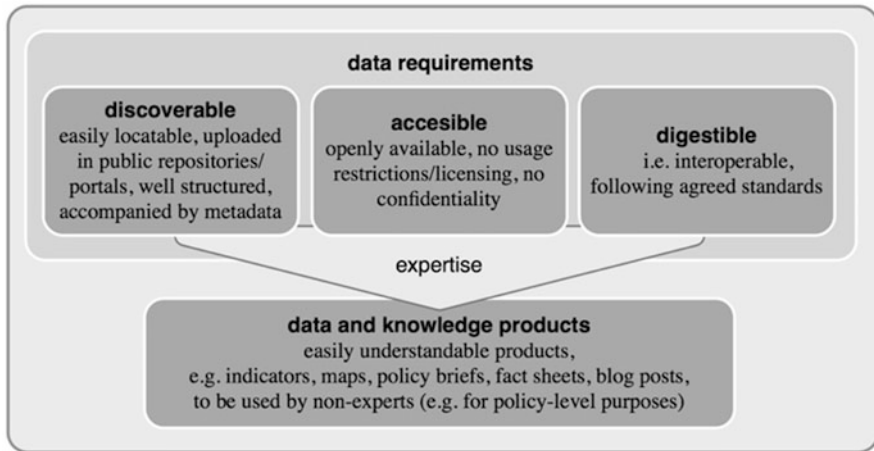 data requirements
discoverable
easily locatable, uploaded
in public repositories/
portals, well structured,
accompanied by metadata
accesible
openly available, no usage
restrictions/licensing, no
confidentiality
digestible
i.e. interoperable,
following agreed standards
expertise
data and knowledge products
easily understandable products,
e.g. indicators, maps, policy briefs, fact sheets, blog posts,
to be used by non-experts (e.g. for policy-level purposes)